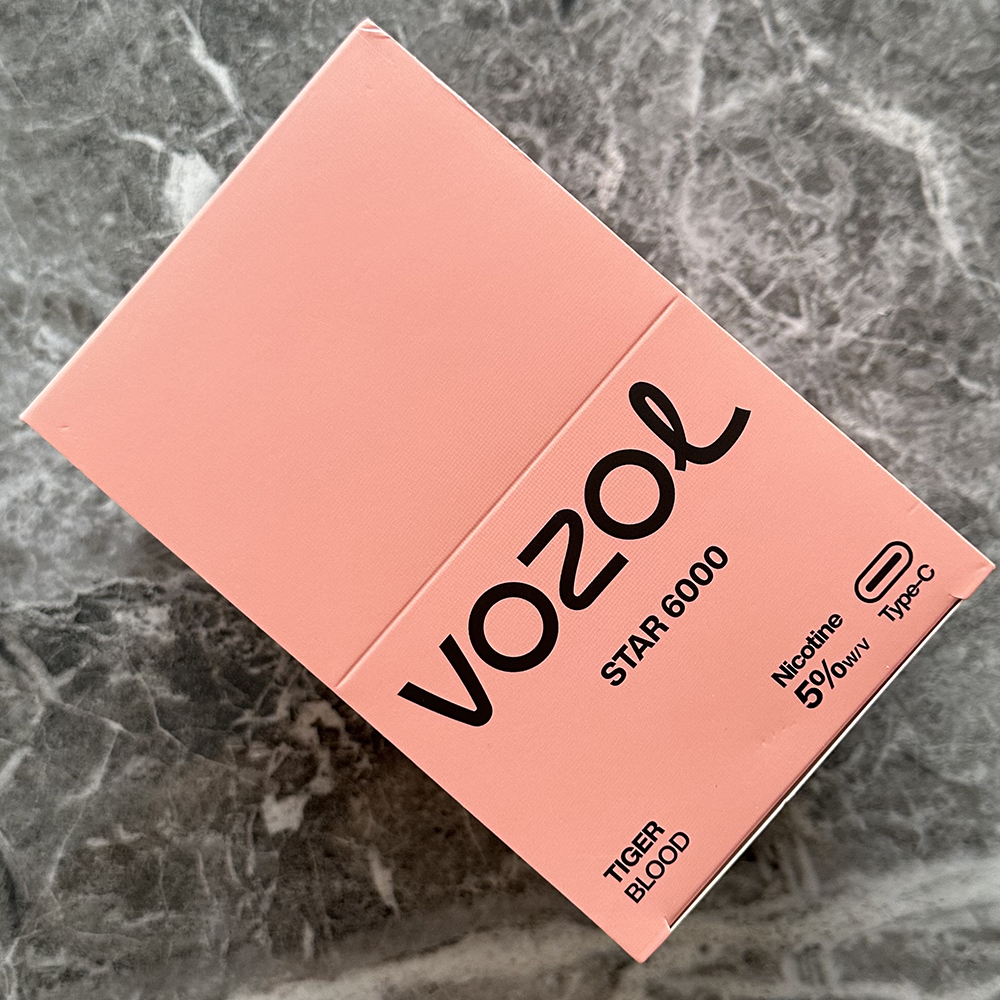 VOZOL
STAR 6000
Nicotine
5%w/v
Type-C
TIGER
BLOOD